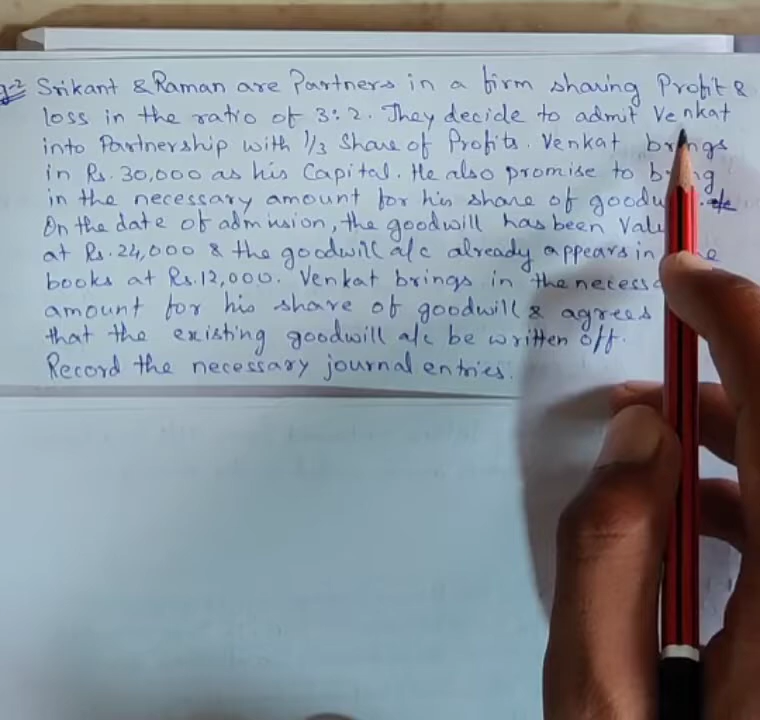 g-2 Srikant & Raman are Partners in a firm sharing Profit &
loss in the ratio of 3:2. They decide to admit Venkat
into Partnership with 1/3 Share of Profits. Venkat brings
in Rs. 30,000 as his Capital. He also promise to
in the necessary amount for his share of
On the date of admission, the goodwill has been
at Rs. 24,000 & the goodwill a/c already appears in
books at Rs. 12,000. Venkat brings in the
amount for his share of goodwill & agrees
that the existing goodwill a/c be written off.
Record the necessary journal entries.